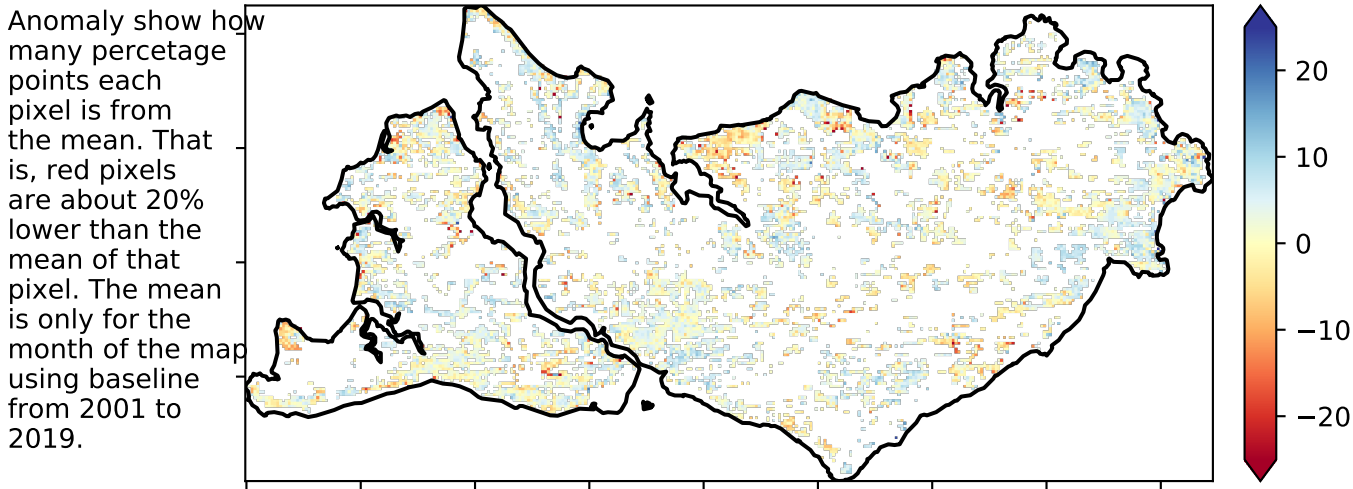 Anomaly show how
many percetage
points each
pixel is from
the mean. That
is, red pixels
are about 20%
lower than the
mean of that
pixel. The mean
is only for the
month of the map
using baseline
from 2001 to
2019.
20
10
0
−10
−20